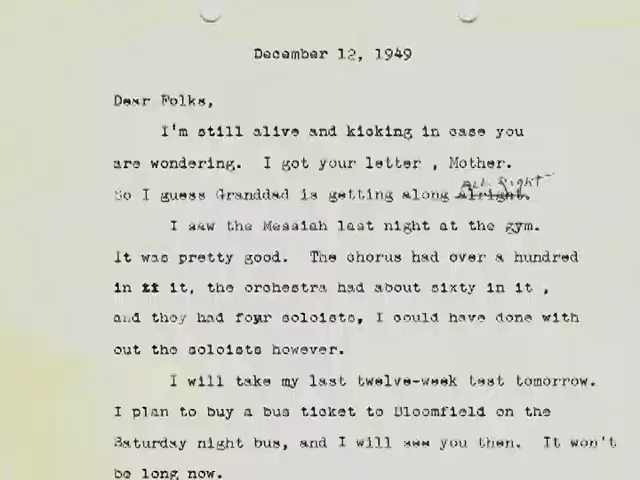 December 12, 1949
Dear Folks,
I'm still alive and kicking in case you
are wondering. I got your letter , Mother.
So I guess Granddad is getting along alright. All Right
I saw the Messiah last night at the gym.
It was pretty good. The chorus had over a hundred
in it, the orchestra had about sixty in it ,
and they had four soloists, I could have done with
out the soloists however.
I will take my last twelve-week test tomorrow.
I plan to buy a bus ticket to Bloomfield on the
Saturday night bus, and I will see you then. It won't
be long now.